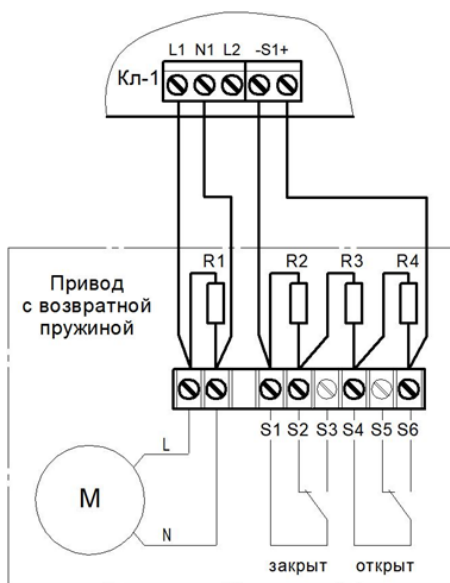 L1 N1 L2 -S1+
Кл-1
R1 R2 R3 R4
Привод
с возвратной
пружиной
S1 S2 S3 S4 S5 S6
L
M
N
закрыт открыт